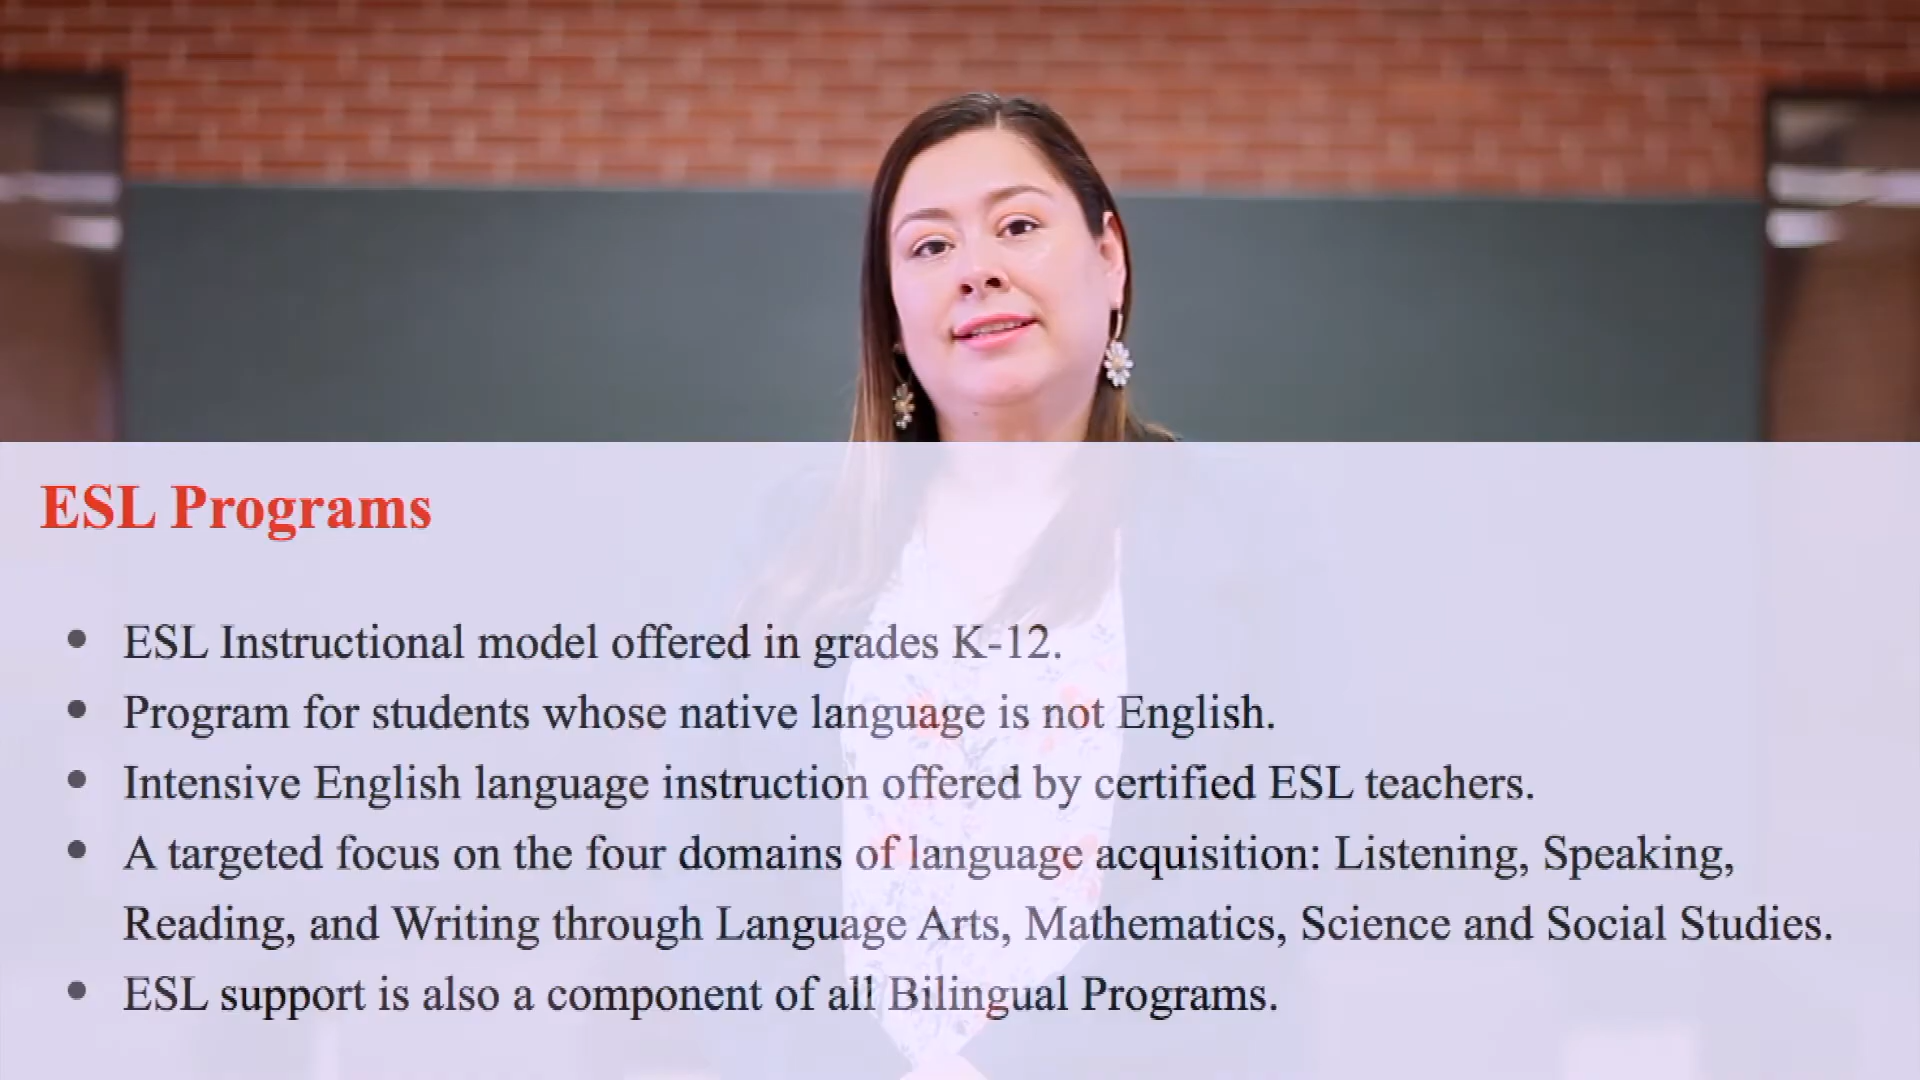 ESL Programs
ESL Instructional model offered in grades K-12.
Program for students whose native language is not English.
Intensive English language instruction offered by certified ESL teachers.
A targeted focus on the four domains of language acquisition: Listening, Speaking,
Reading, and Writing through Language Arts, Mathematics, Science and Social Studies.
ESL support is also a component of all Bilingual Programs.